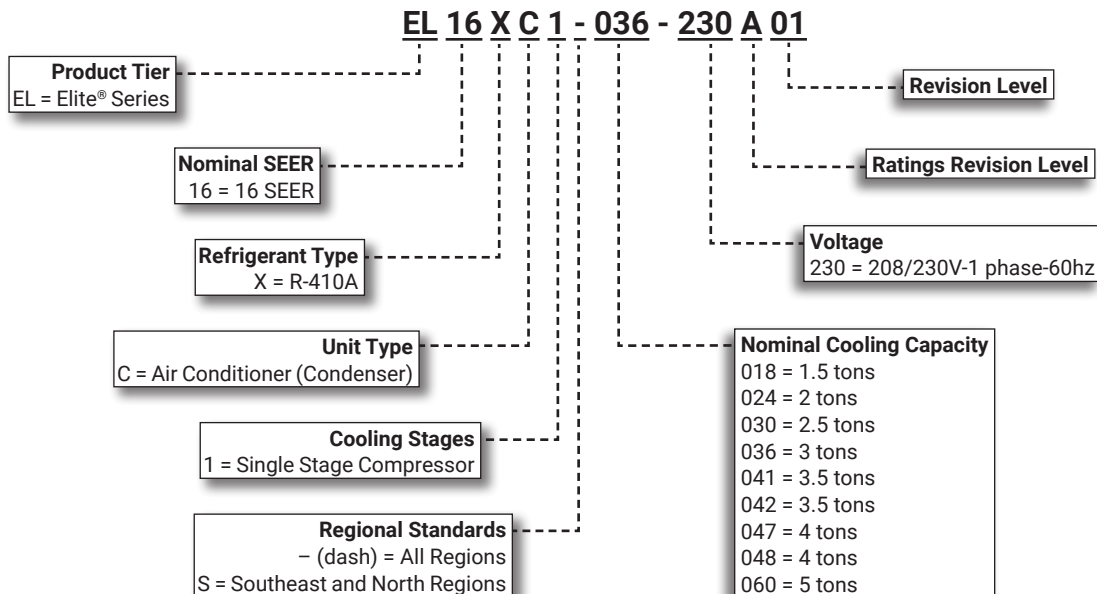 EL 16 X C 1 - 036 - 230 A 01
Product Tier
EL = Elite® Series
Revision Level
Nominal SEER
16 = 16 SEER
Ratings Revision Level
Refrigerant Type
X = R-410A
Voltage
230 = 208/230V-1 phase-60hz
Unit Type
C = Air Conditioner (Condenser)
Nominal Cooling Capacity
018 = 1.5 tons
024 = 2 tons
030 = 2.5 tons
036 = 3 tons
041 = 3.5 tons
042 = 3.5 tons
047 = 4 tons
048 = 4 tons
060 = 5 tons
Cooling Stages
1 = Single Stage Compressor
Regional Standards
– (dash) = All Regions
S = Southeast and North Regions